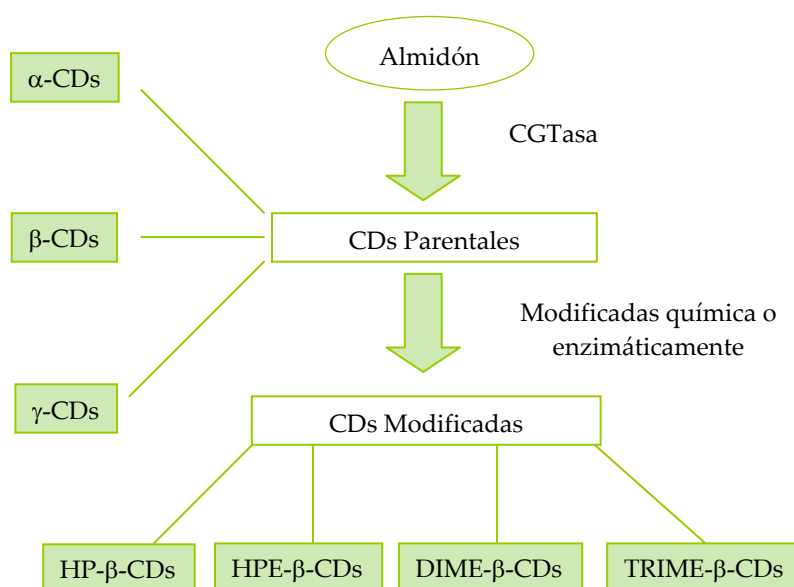 Almidón
α-CDs
CGTasa
β-CDs
CDs Parentales
Modificadas química o
enzimáticamente
γ-CDs
CDs Modificadas
HP-β-CDs
HPE-β-CDs
DIME-β-CDs
TRIME-β-CDs